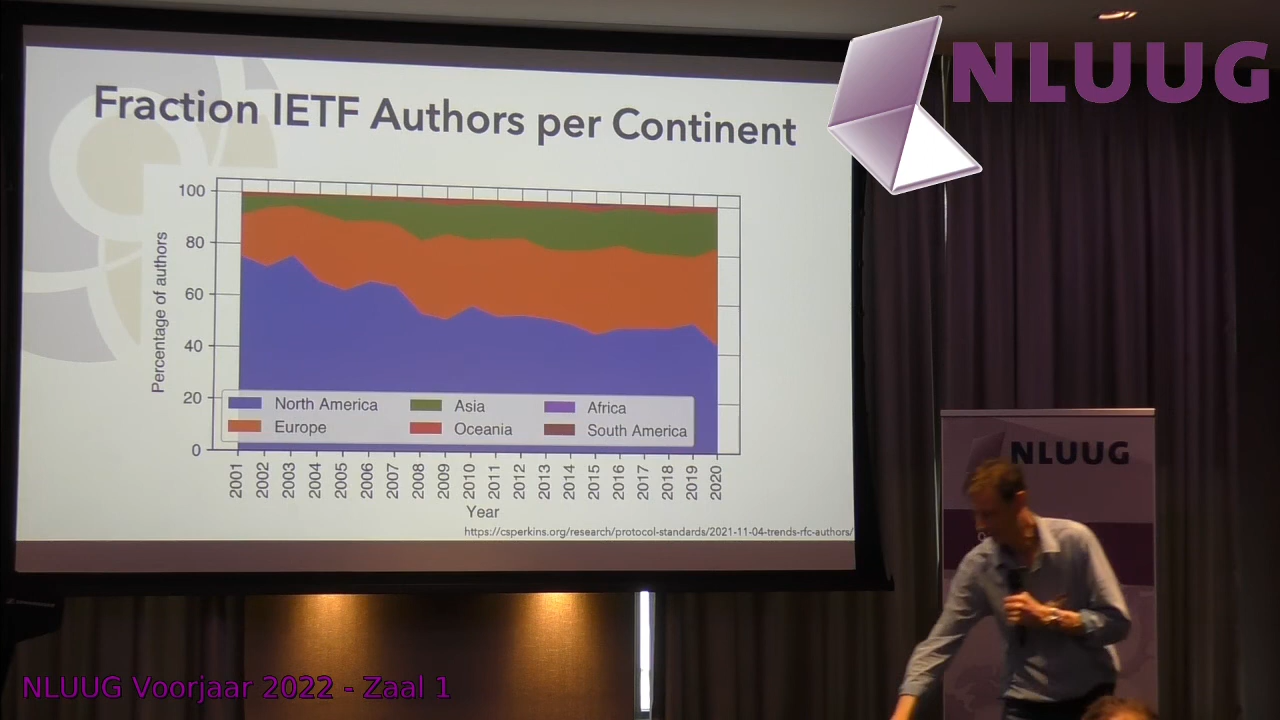 Fraction IETF Authors per Continent
NLUUG
Percentage of authors
100
80
60
40
20
0
North America
Asia
Africa
Europe
Oceania
South America
2001
2002
2003
2004
2005
2006
2007
2008
2009
2010
2011
2012
2013
2014
2015
2016
2017
2018
2019
2020
Year
https://csperkins.org/research/protocol-standards/2021-11-04-trends-rfc-authors/
NLUUG
NLUUG Voorjaar 2022 - Zaal 1